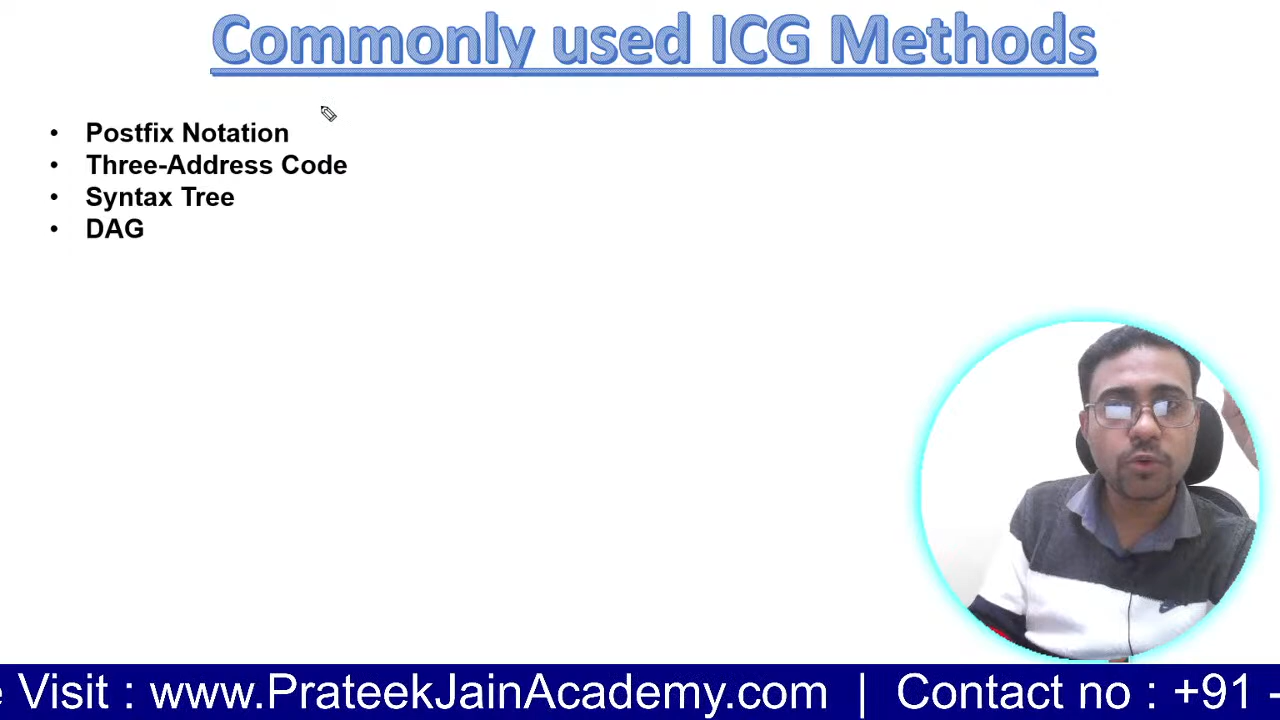 Commonly used ICG Methods
• Postfix Notation
• Three-Address Code
• Syntax Tree
• DAG
e Visit : www.PrateekJainAcademy.com | Contact no : +91 -